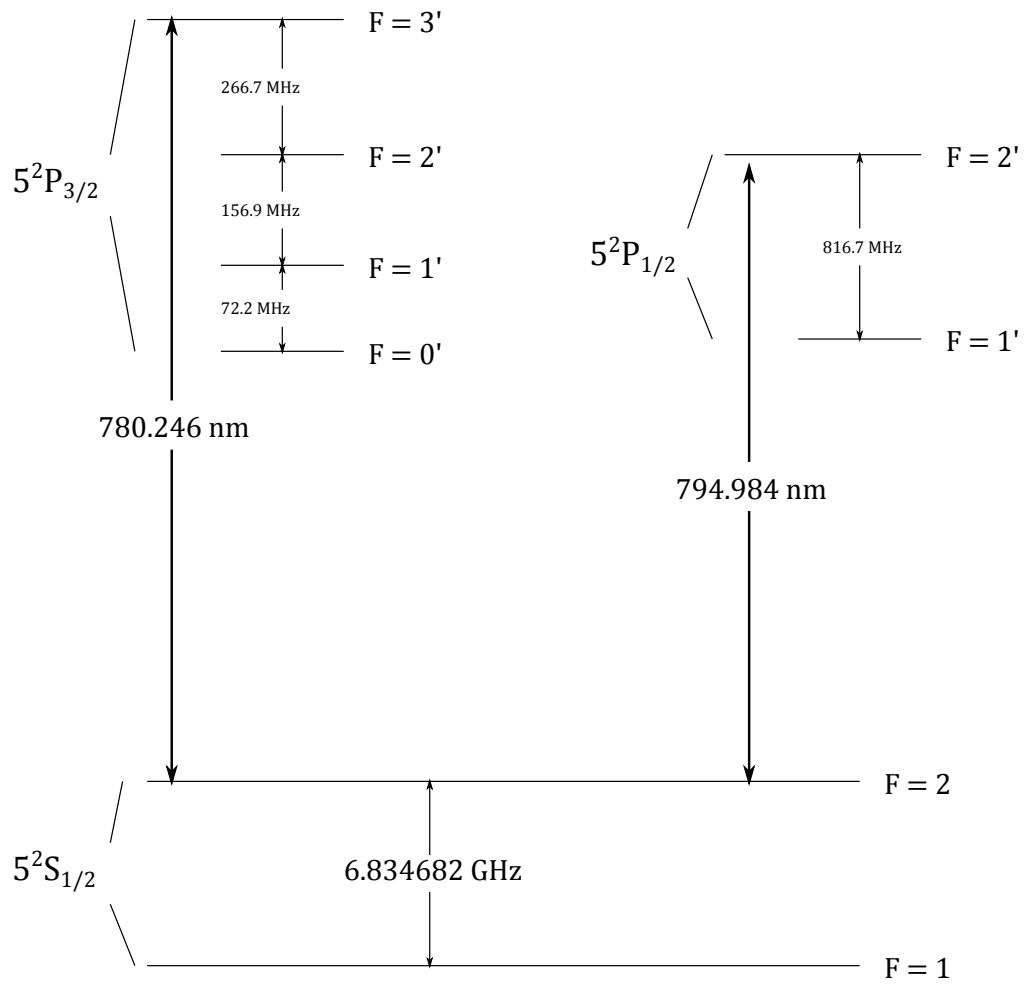 F = 3'
266.7 MHz
F = 2'
5²P₃/₂
156.9 MHz
F = 1'
72.2 MHz
F = 0'
780.246 nm
F = 2'
5²P₁/₂
816.7 MHz
F = 1'
794.984 nm
F = 2
5²S₁/₂
6.834682 GHz
F = 1